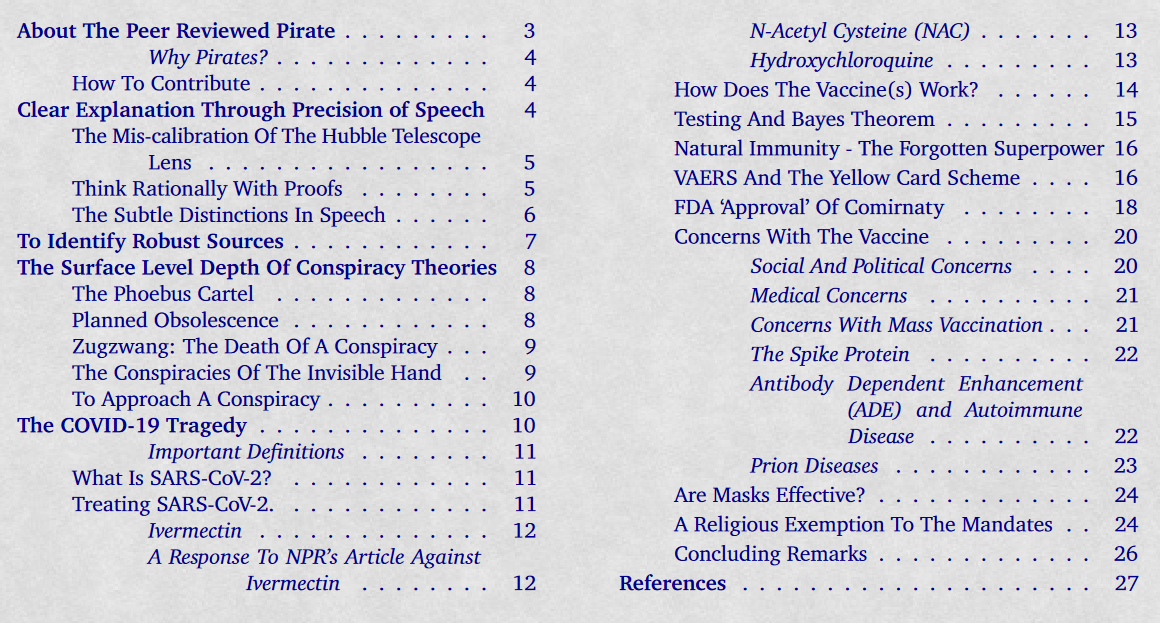 About The Peer Reviewed Pirate . . . . . . . . . 3
Why Pirates? . . . . . . . . . . . . . 4
How To Contribute . . . . . . . . . . . . . . 4
Clear Explanation Through Precision of Speech 4
The Mis-calibration Of The Hubble Telescope
Lens . . . . . . . . . . . . . . . . . 5
Think Rationally With Proofs . . . . . . . . 5
The Subtle Distinctions In Speech . . . . . . 6
To Identify Robust Sources . . . . . . . . . . . . 7
The Surface Level Depth Of Conspiracy Theories 8
The Phoebus Cartel . . . . . . . . . . . . . 8
Planned Obsolescence . . . . . . . . . . . . 8
Zugzwang: The Death Of A Conspiracy . . . 9
The Conspiracies Of The Invisible Hand . . 9
To Approach A Conspiracy . . . . . . . . . . 10
The COVID-19 Tragedy . . . . . . . . . . . . . . 10
Important Definitions . . . . . . . . 11
What Is SARS-CoV-2? . . . . . . . . . . . . 11
Treating SARS-CoV-2. . . . . . . . . . . . . 11
Ivermectin . . . . . . . . . . . . . . 12
A Response To NPR's Article Against
Ivermectin . . . . . . . . 12
N-Acetyl Cysteine (NAC) . . . . . . . 13
Hydroxychloroquine . . . . . . . . . 13
How Does The Vaccine(s) Work? . . . . . . 14
Testing And Bayes Theorem . . . . . . . . . 15
Natural Immunity - The Forgotten Superpower 16
VAERS And The Yellow Card Scheme . . . . 16
FDA ‘Approval’ Of Comirnaty . . . . . . . . 18
Concerns With The Vaccine . . . . . . . . . 20
Social And Political Concerns . . . . 20
Medical Concerns . . . . . . . . . . 21
Concerns With Mass Vaccination . . . 21
The Spike Protein . . . . . . . . . . 22
Antibody Dependent Enhancement
(ADE) and Autoimmune
Disease . . . . . . . . . . 22
Prion Diseases . . . . . . . . . . . . 23
Are Masks Effective? . . . . . . . . . . . . . 24
A Religious Exemption To The Mandates . . 24
Concluding Remarks . . . . . . . . . . . . . 26
References . . . . . . . . . . . . . . . . . . . . . 27